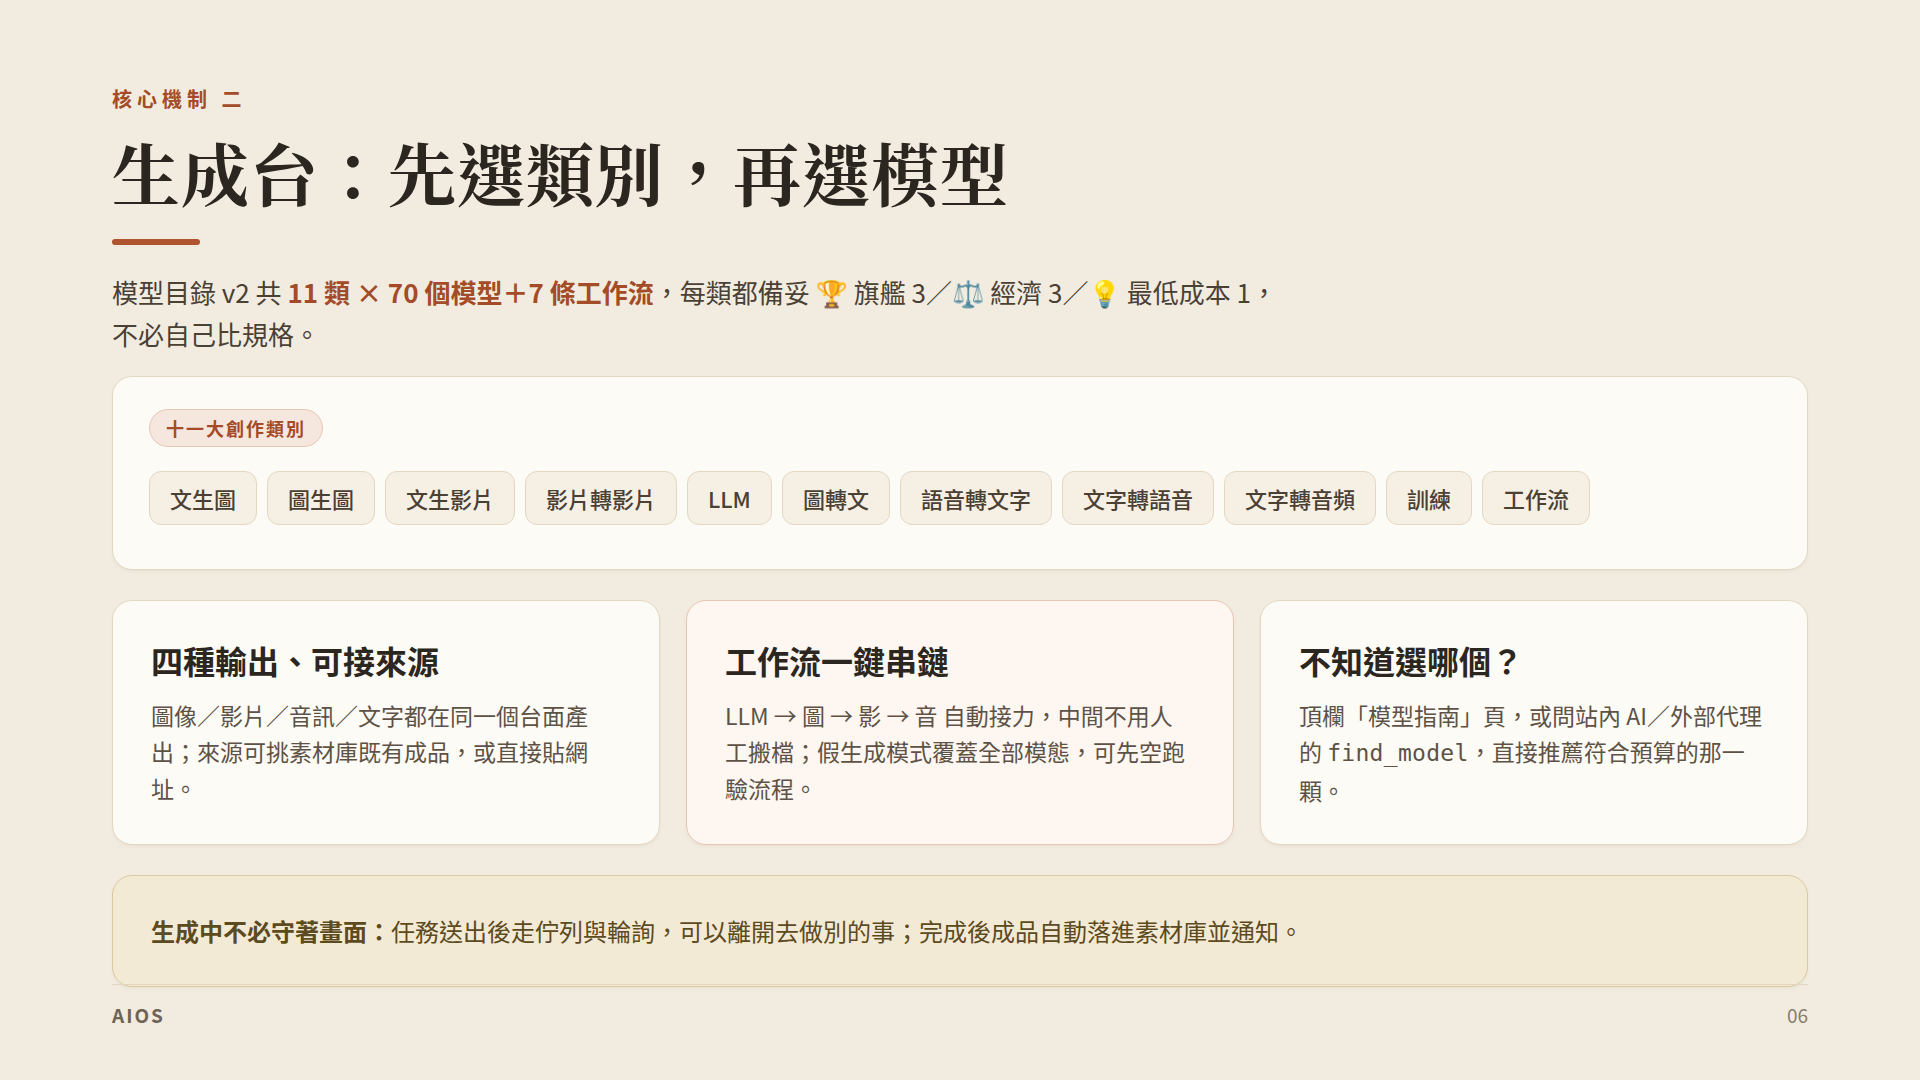 核心機制 二
生成台：先選類別，再選模型
模型目錄 v2 共 11 類 × 70 個模型＋7 條工作流，每類都備妥 🏆 旗艦 3／⚖️ 經濟 3／💡 最低成本 1，
不必自己比規格。
十一大創作類別
文生圖 圖生圖 文生影片 影片轉影片 LLM 圖轉文 語音轉文字 文字轉語音 文字轉音頻 訓練 工作流
四種輸出、可接來源
圖像／影片／音訊／文字都在同一個台面產
出；來源可挑素材庫既有成品，或直接貼網
址。
工作流一鍵串鏈
LLM → 圖 → 影 → 音 自動接力，中間不用人
工搬檔；假生成模式覆蓋全部模態，可先空跑
驗流程。
不知道選哪個？
頂欄「模型指南」頁，或問站內 AI／外部代理
的 find_model，直接推薦符合預算的那一
顆。
生成中不必守著畫面：任務送出後走佇列與輪詢，可以離開去做別的事；完成後成品自動落進素材庫並通知。
AIOS
06